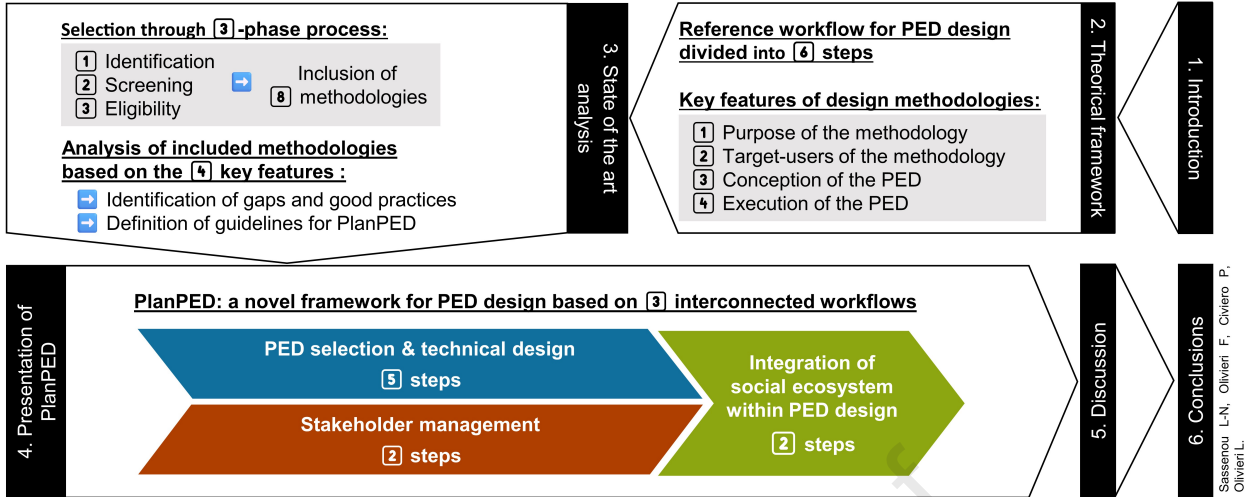 1. Introduction
2. Theorical framework
Reference workflow for PED design
divided into 6 steps
Key features of design methodologies:
1 Purpose of the methodology
2 Target-users of the methodology
3 Conception of the PED
4 Execution of the PED
3. State of the art
analysis
Selection through 3-phase process:
1 Identification
2 Screening
3 Eligibility
➡
Inclusion of
8 methodologies
Analysis of included methodologies
based on the 4 key features :
➡ Identification of gaps and good practices
➡ Definition of guidelines for PlanPED
4. Presentation of
PlanPED
PlanPED: a novel framework for PED design based on 3 interconnected workflows
PED selection & technical design
5 steps
Stakeholder management
2 steps
Integration of
social ecosystem
within PED design
2 steps
5. Discussion
6. Conclusions
Sassenou L-N, Olivieri F, Civiero P,
Olivieri L.
f